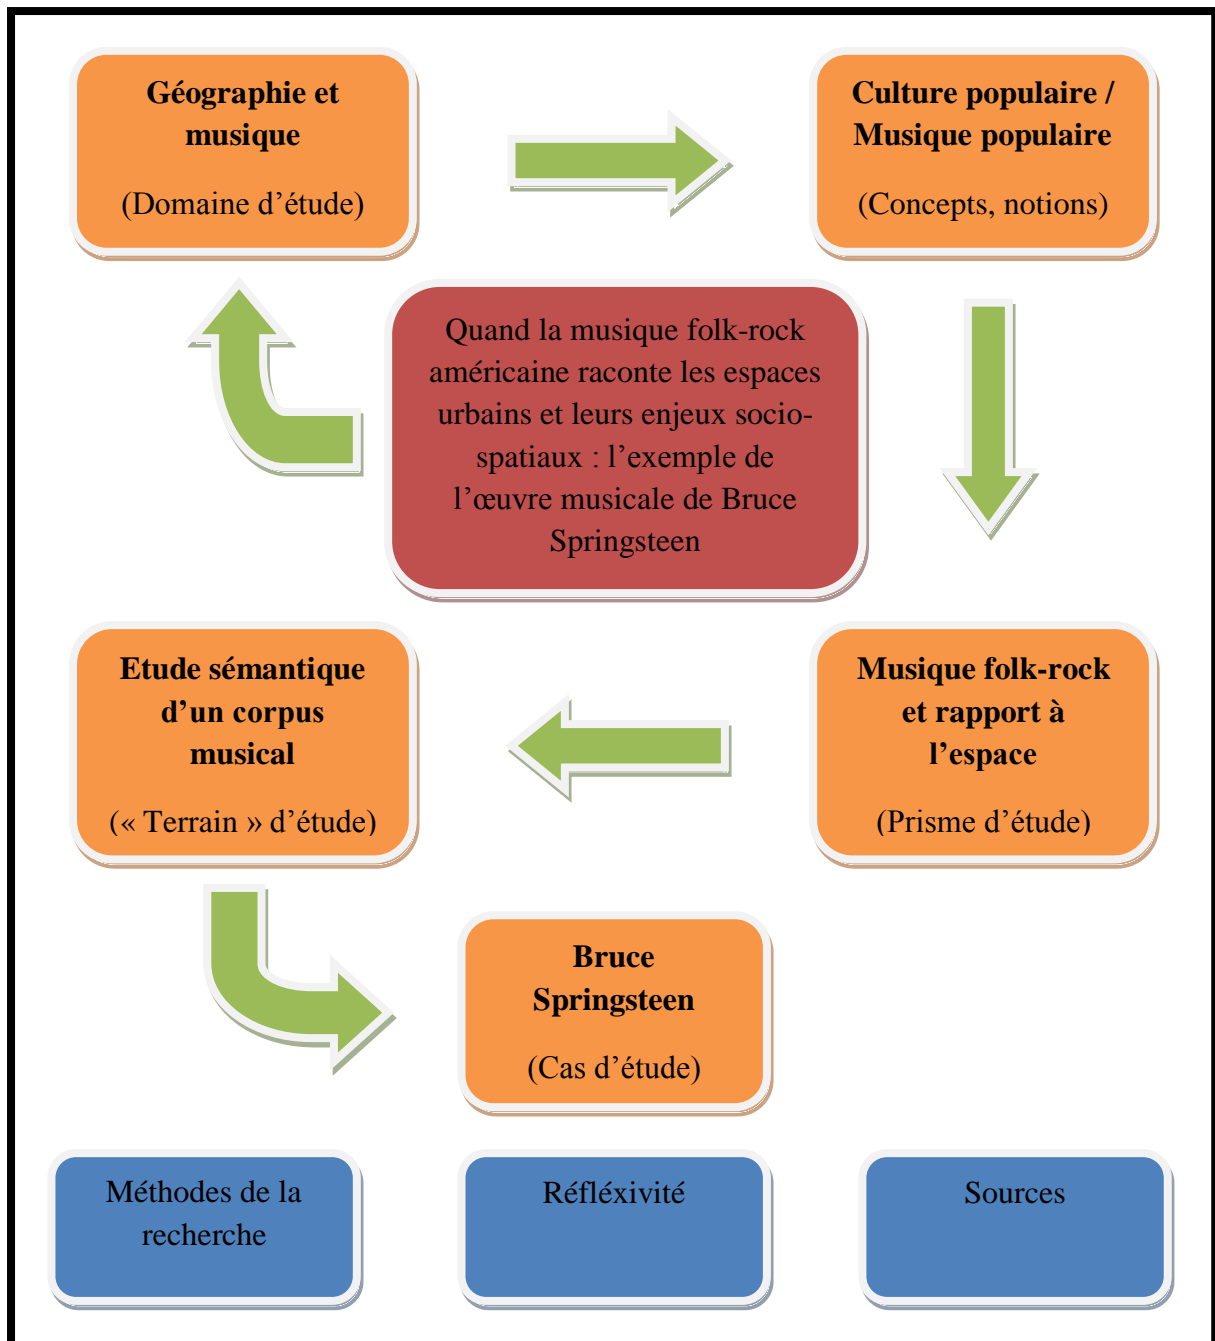 Géographie et
musique
(Domaine d’étude)
Culture populaire /
Musique populaire
(Concepts, notions)
Quand la musique folk-rock
américaine raconte les espaces
urbains et leurs enjeux socio-
spatiaux : l’exemple de
l’œuvre musicale de Bruce
Springsteen
Etude sémantique
d’un corpus
musical
(« Terrain » d’étude)
Musique folk-rock
et rapport à
l’espace
(Prisme d’étude)
Bruce
Springsteen
(Cas d’étude)
Méthodes de la
recherche
Réfléxivité
Sources